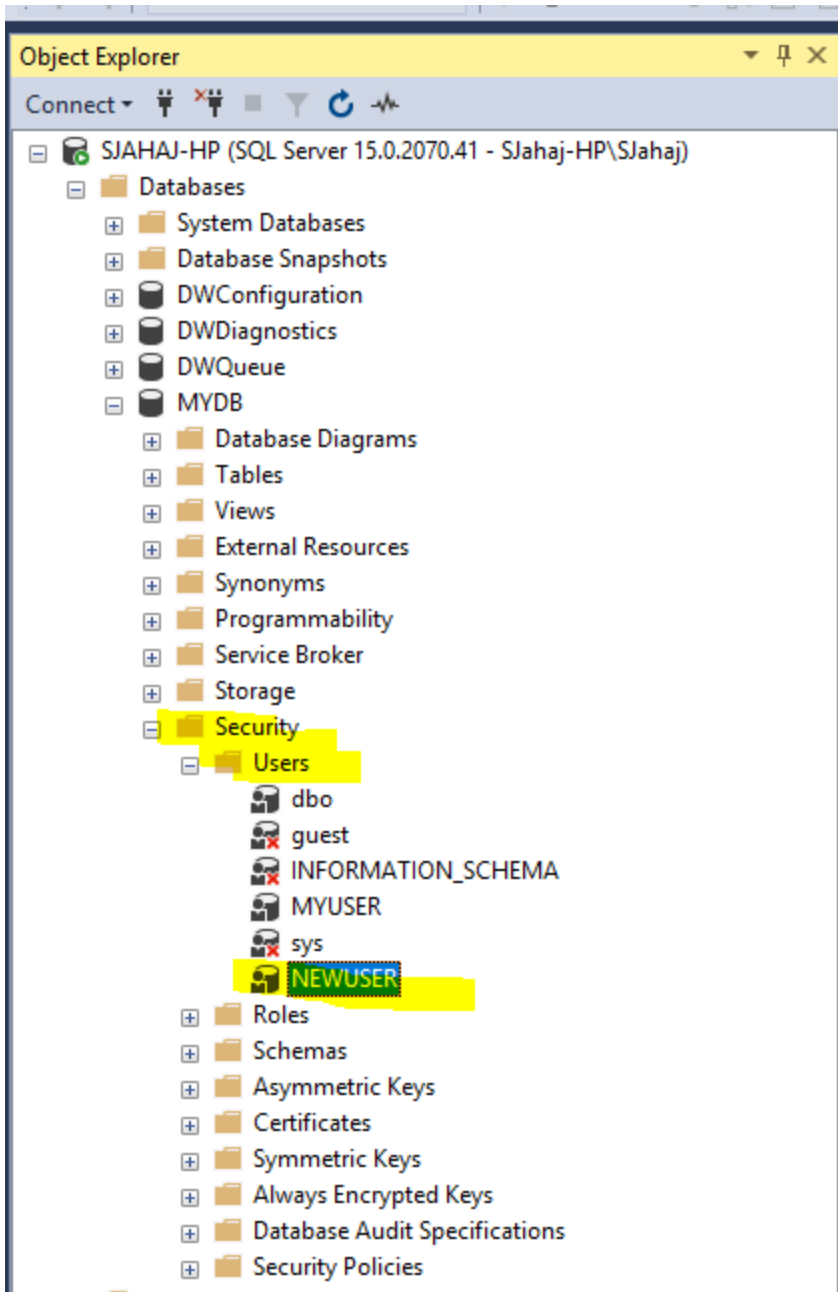 Object Explorer
Connect
SJAHAJ-HP (SQL Server 15.0.2070.41 - SJahaj-HP\SJahaj)
Databases
System Databases
Database Snapshots
DWConfiguration
DWDiagnostics
DWQueue
MYDB
Database Diagrams
Tables
Views
External Resources
Synonyms
Programmability
Service Broker
Storage
Security
Users
dbo
guest
INFORMATION_SCHEMA
MYUSER
sys
NEWUSER
Roles
Schemas
Asymmetric Keys
Certificates
Symmetric Keys
Always Encrypted Keys
Database Audit Specifications
Security Policies